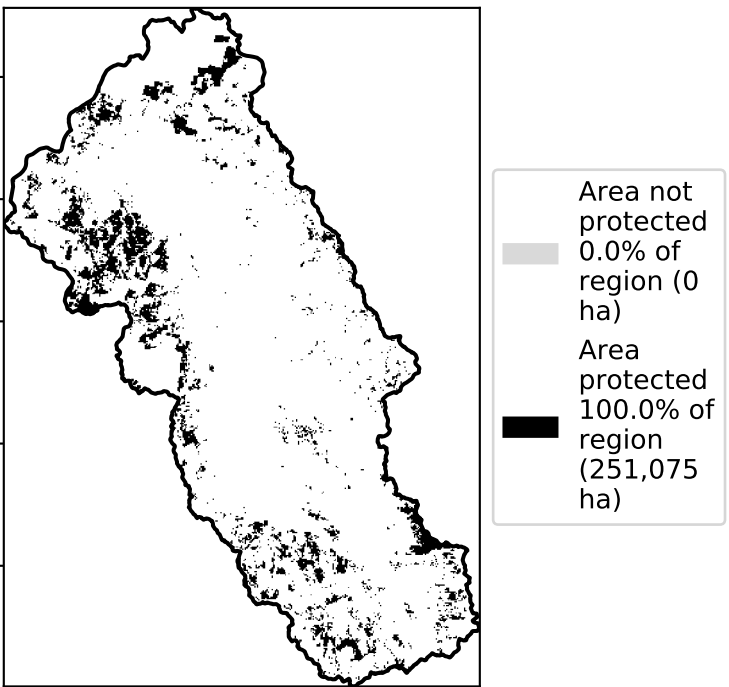 Area not
protected
0.0% of
region (0
ha)
Area
protected
100.0% of
region
(251,075
ha)